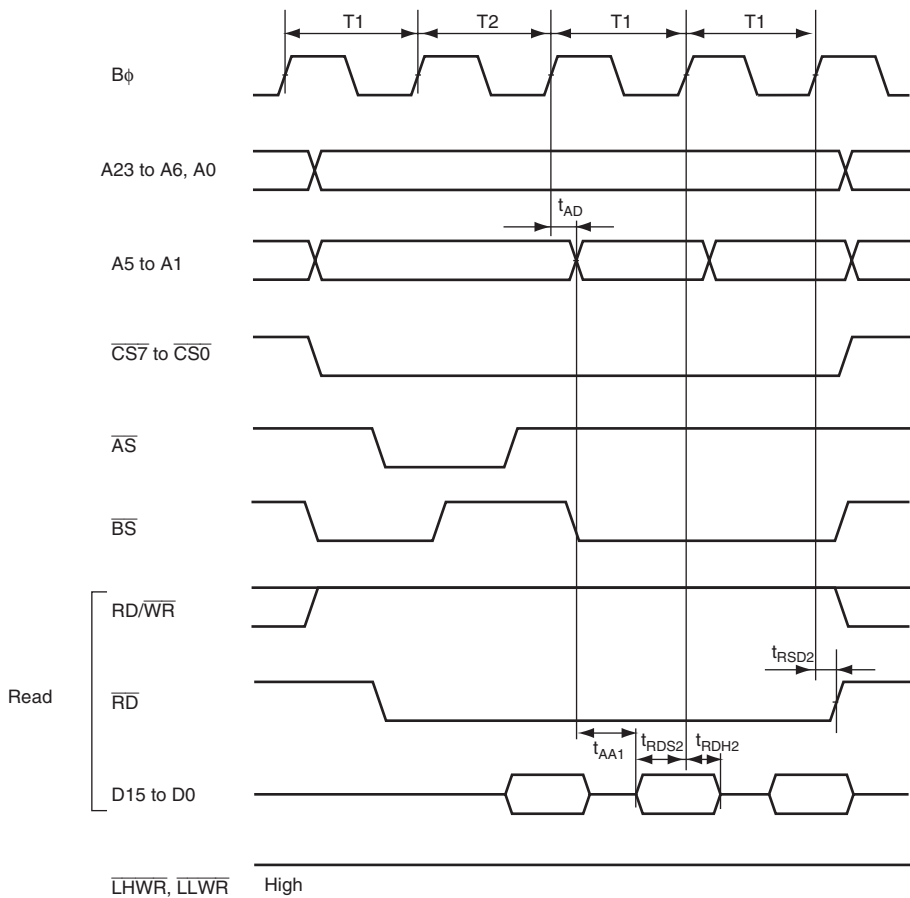 T1 T2 T1 T1
Bϕ
A23 to A6, A0
tAD
A5 to A1
CS7 to CS0
AS
BS
RD/WR
tRSD2
Read
RD
tAA1 tRDS2 tRDH2
D15 to D0
LHWR, LLWR High